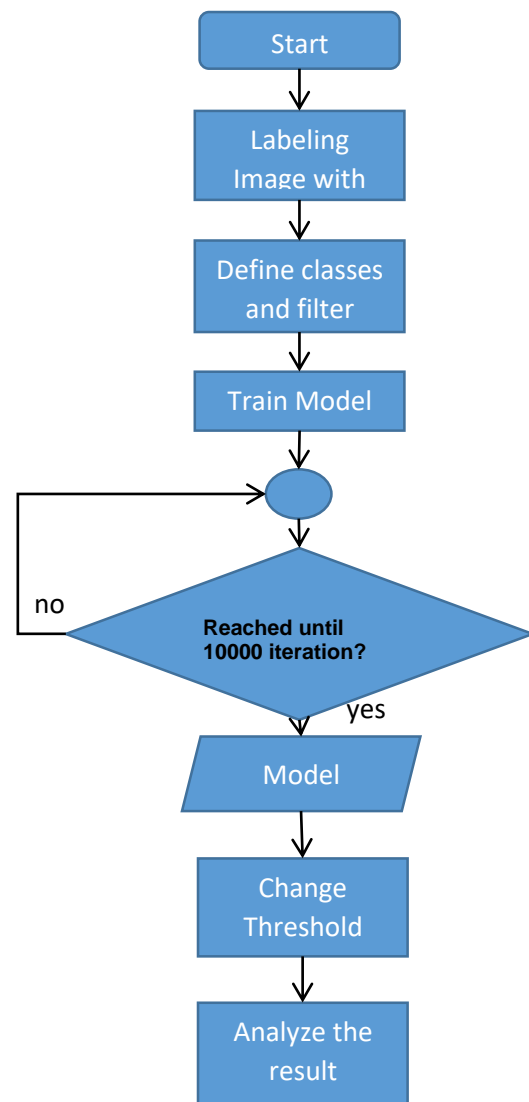 Start
Labeling
Image with
Define classes
and filter
Train Model
no
Reached until
10000 iteration?
yes
Model
Change
Threshold
Analyze the
result